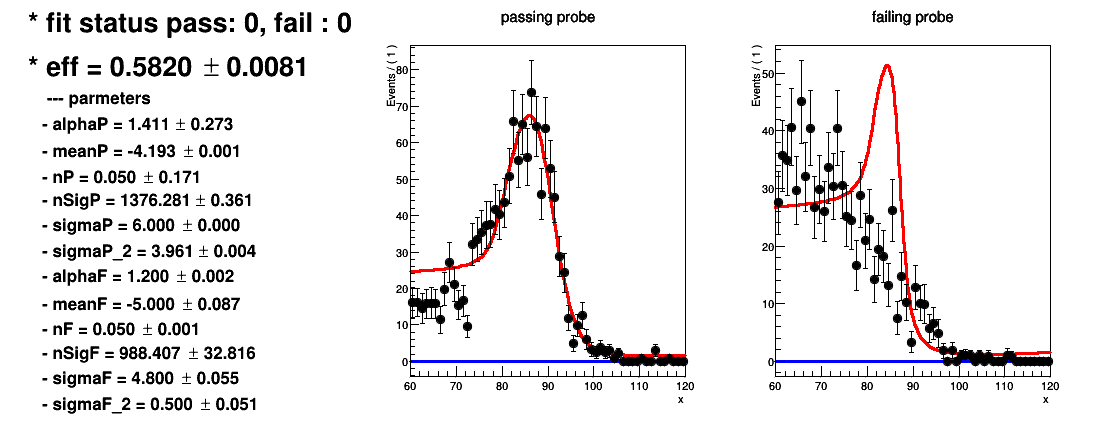 * fit status pass: 0, fail : 0
* eff = 0.5820 ± 0.0081
--- parmeters
- alphaP = 1.411 ± 0.273
- meanP = -4.193 ± 0.001
- nP = 0.050 ± 0.171
- nSigP = 1376.281 ± 0.361
- sigmaP = 6.000 ± 0.000
- sigmaP_2 = 3.961 ± 0.004
- alphaF = 1.200 ± 0.002
- meanF = -5.000 ± 0.087
- nF = 0.050 ± 0.001
- nSigF = 988.407 ± 32.816
- sigmaF = 4.800 ± 0.055
- sigmaF_2 = 0.500 ± 0.051
passing probe
Events / ( 1 )
80
70
60
50
40
30
20
10
0
60 70 80 90 100 110 120
x
failing probe
Events / ( 1 )
50
40
30
20
10
0
60 70 80 90 100 110 120
x